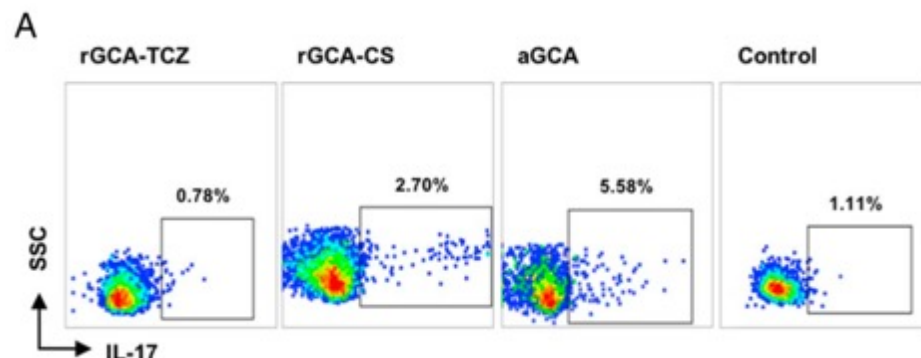 A
rGCA-TCZ rGCA-CS aGCA Control
0.78% 2.70% 5.58% 1.11%
SSC
IL-17